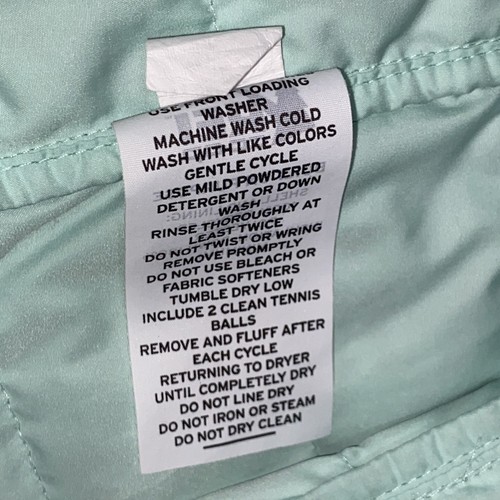 USE FRONT LOADING
WASHER
MACHINE WASH COLD
WASH WITH LIKE COLORS
GENTLE CYCLE
USE MILD POWDERED
DETERGENT OR DOWN
WASH
RINSE THOROUGHLY AT
LEAST TWICE
DO NOT TWIST OR WRING
REMOVE PROMPTLY
DO NOT USE BLEACH OR
FABRIC SOFTENERS
TUMBLE DRY LOW
INCLUDE 2 CLEAN TENNIS
BALLS
REMOVE AND FLUFF AFTER
EACH CYCLE
RETURNING TO DRYER
UNTIL COMPLETELY DRY
DO NOT LINE DRY
DO NOT IRON OR STEAM
DO NOT DRY CLEAN